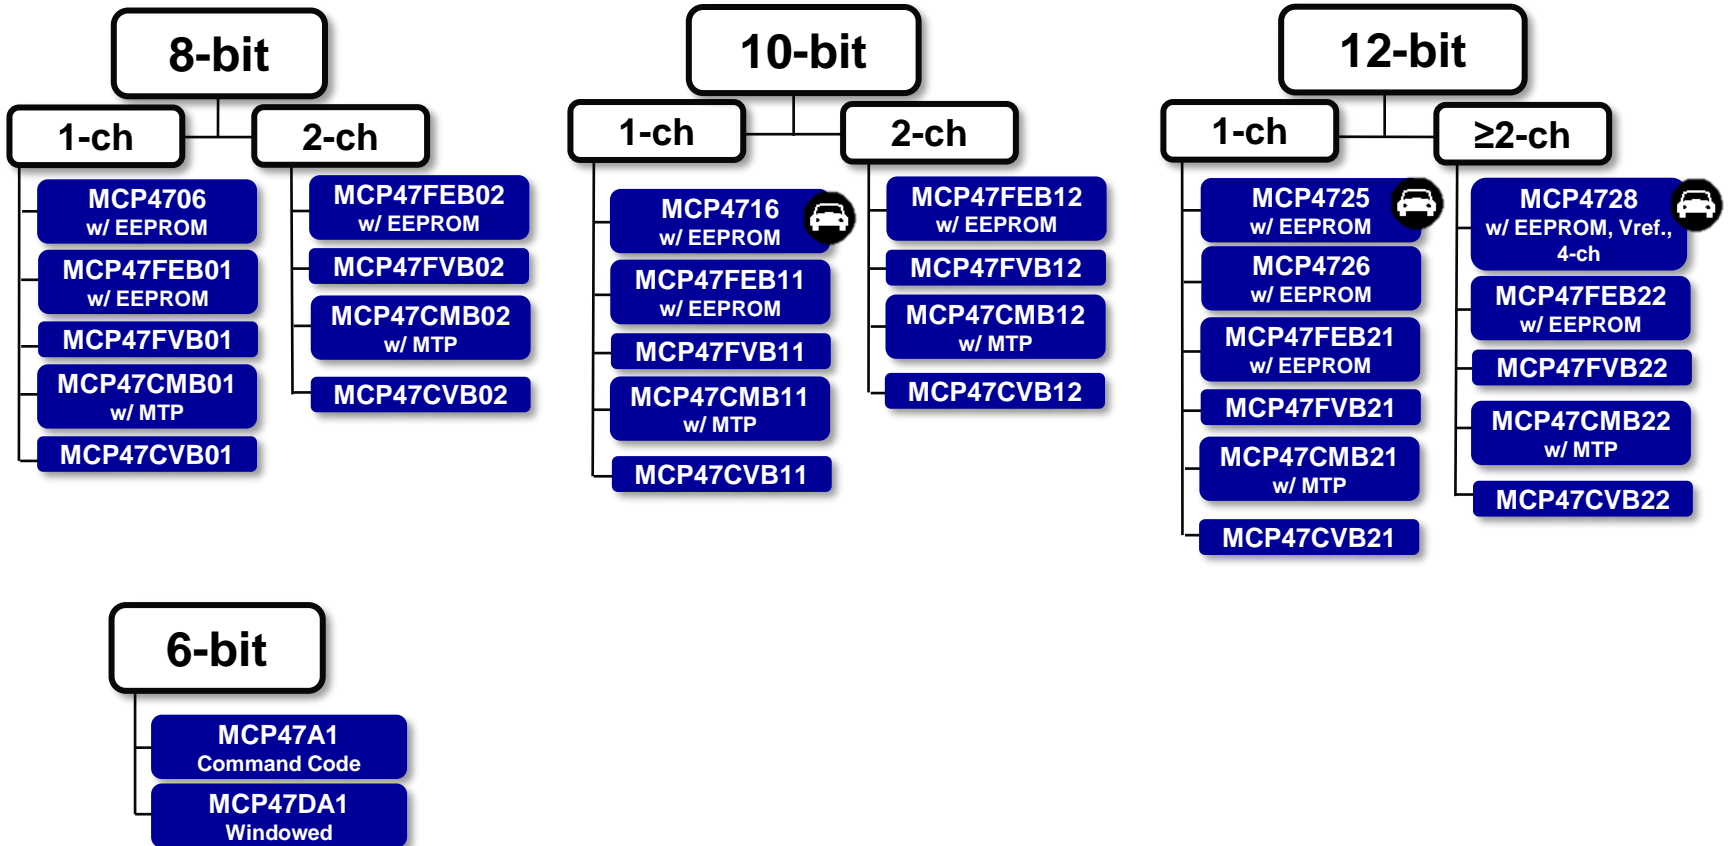 8-bit
1-ch
MCP4706
w/ EEPROM
MCP47FEB01
w/ EEPROM
MCP47FVB01
MCP47CMB01
w/ MTP
MCP47CVB01
2-ch
MCP47FEB02
w/ EEPROM
MCP47FVB02
MCP47CMB02
w/ MTP
MCP47CVB02
10-bit
1-ch
MCP4716
w/ EEPROM
MCP47FEB11
w/ EEPROM
MCP47FVB11
MCP47CMB11
w/ MTP
MCP47CVB11
2-ch
MCP47FEB12
w/ EEPROM
MCP47FVB12
MCP47CMB12
w/ MTP
MCP47CVB12
12-bit
1-ch
MCP4725
w/ EEPROM
MCP4726
w/ EEPROM
MCP47FEB21
w/ EEPROM
MCP47FVB21
MCP47CMB21
w/ MTP
MCP47CVB21
≥2-ch
MCP4728
w/ EEPROM, Vref.,
4-ch
MCP47FEB22
w/ EEPROM
MCP47FVB22
MCP47CMB22
w/ MTP
MCP47CVB22
6-bit
MCP47A1
Command Code
MCP47DA1
Windowed